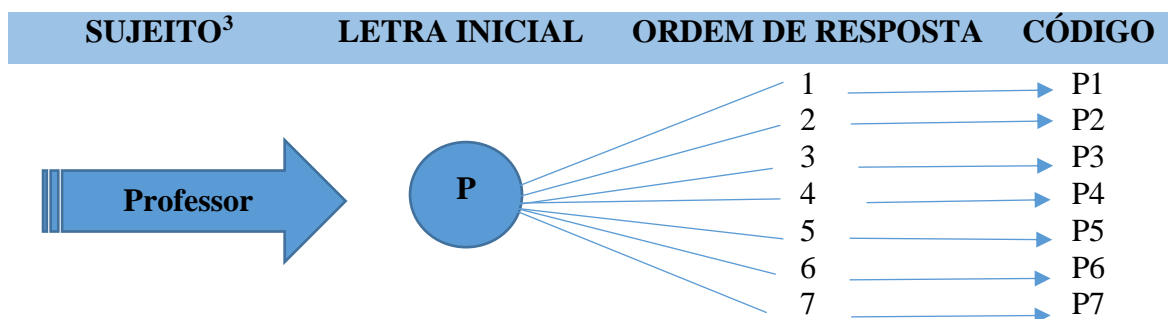 SUJEITO³ LETRA INICIAL ORDEM DE RESPOSTA CÓDIGO
1 P1
2 P2
3 P3
Professor P 4 P4
5 P5
6 P6
7 P7